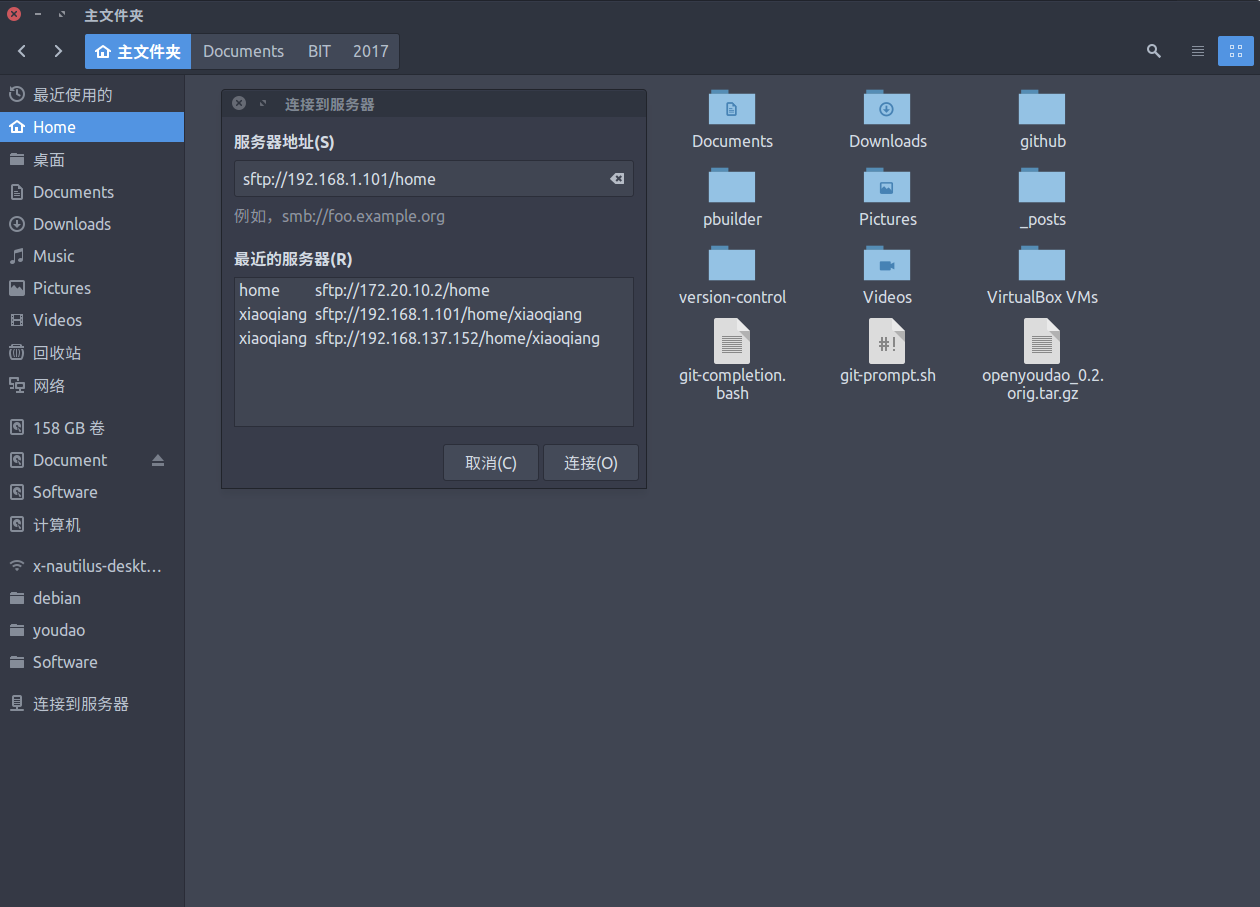 主文件夹
主文件夹 Documents BIT 2017
最近使用的
Home
桌面
Documents
Downloads
Music
Pictures
Videos
回收站
网络
158 GB 卷
Document
Software
计算机
x-nautilus-deskt...
debian
youdao
Software
连接到服务器
连接到服务器
服务器地址(S)
sftp://192.168.1.101/home
例如，smb://foo.example.org
最近的服务器(R)
home sftp://172.20.10.2/home
xiaoqiang sftp://192.168.1.101/home/xiaoqiang
xiaoqiang sftp://192.168.137.152/home/xiaoqiang
取消(C) 连接(O)
Documents Downloads github
pbuilder Pictures _posts
version-control Videos VirtualBox VMs
#!
git-completion.
bash
git-prompt.sh
openyoudao_0.2.
orig.tar.gz